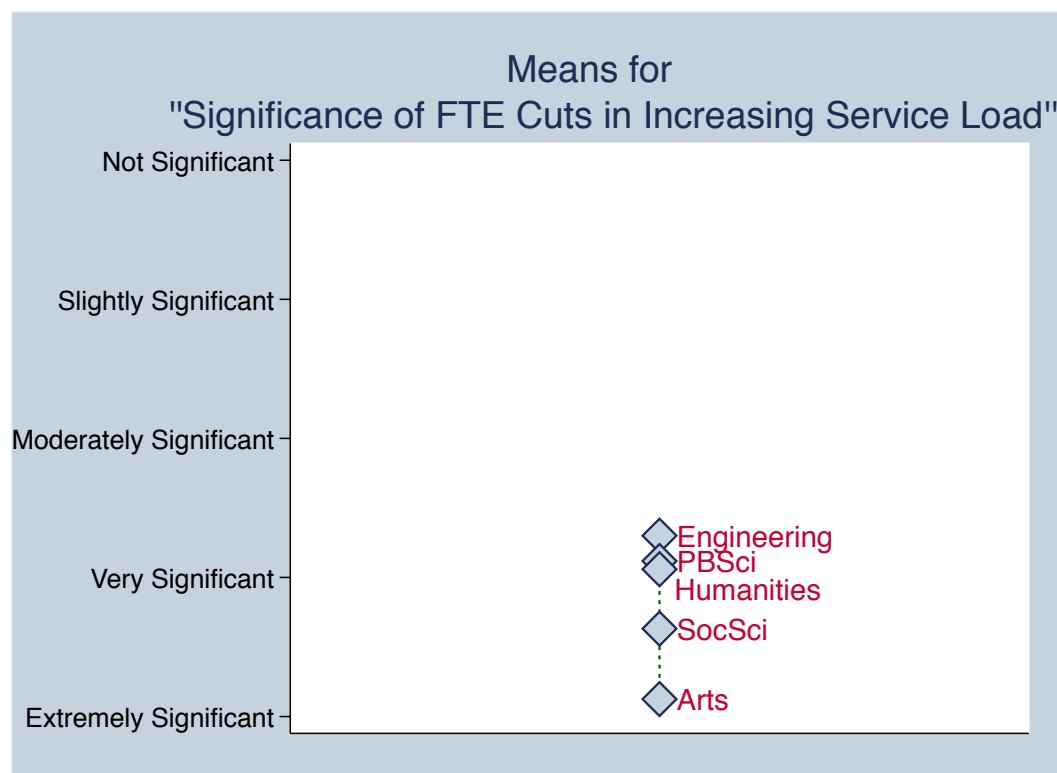 Means for
"Significance of FTE Cuts in Increasing Service Load"
Not Significant
Slightly Significant
Moderately Significant
Very Significant
Extremely Significant
Engineering
PBSci
Humanities
SocSci
Arts